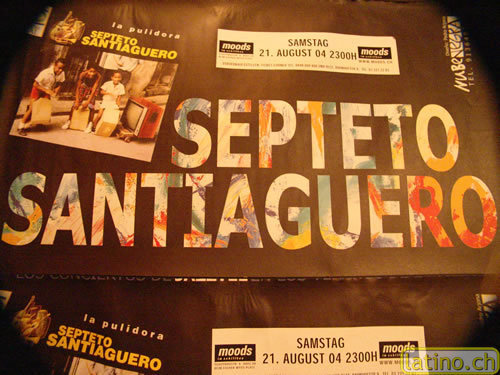 la pulidora
SEPTETO
SANTIAGUERO
moods
SAMSTAG
21. AUGUST 04 2300H
moods
WWW.MOODS.CH
SEPTETO
SANTIAGUERO
la pulidora
SEPTETO
SANTIAGUERO
moods
SAMSTAG
21. AUGUST 04 2300H
moods
latino.ch